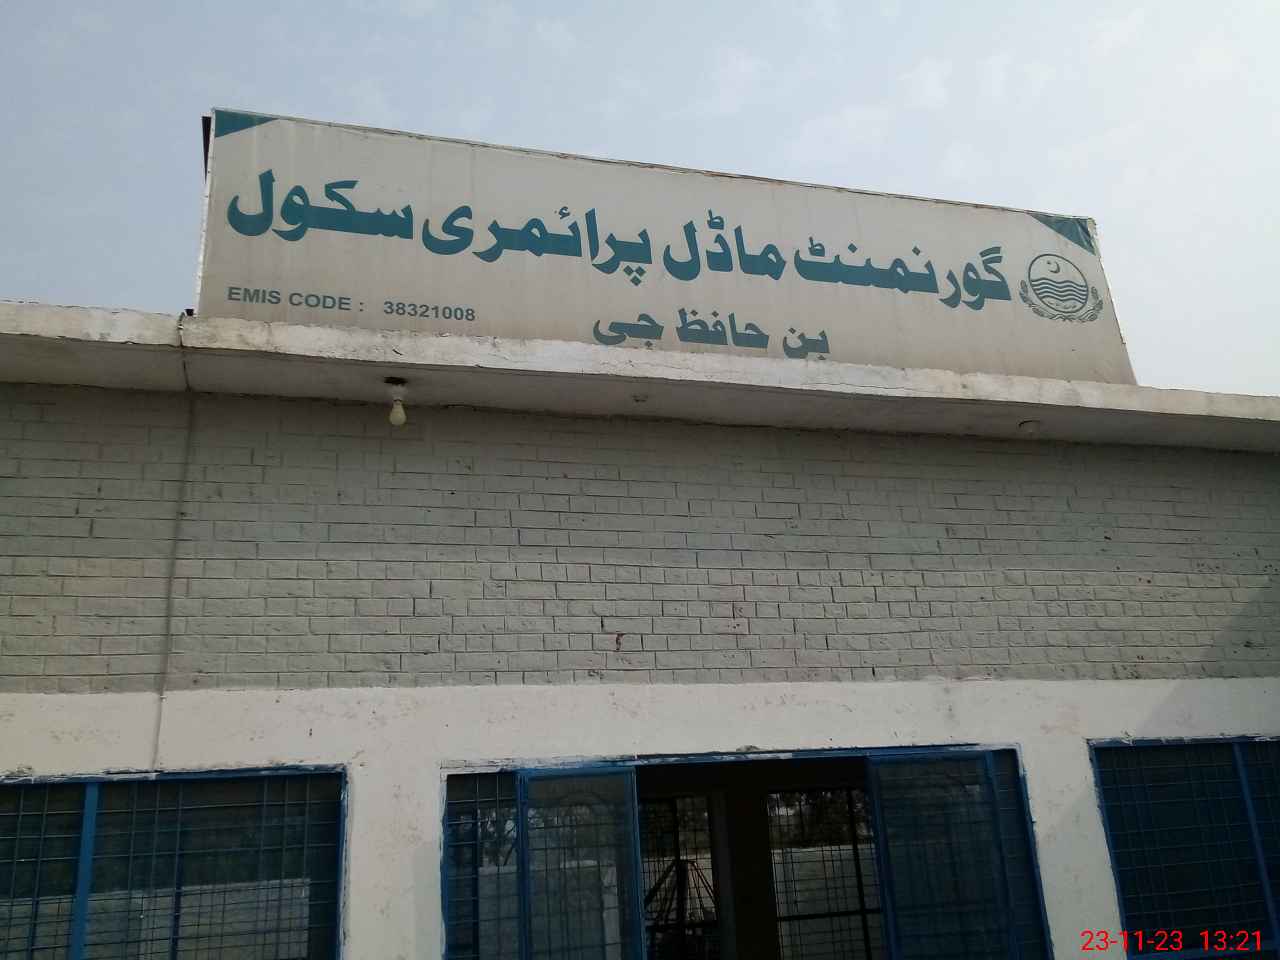 گورنمنٹ ماڈل پرائمری سکول
بن حافظ جی
EMIS CODE : 38321008
23-11-23 13:21